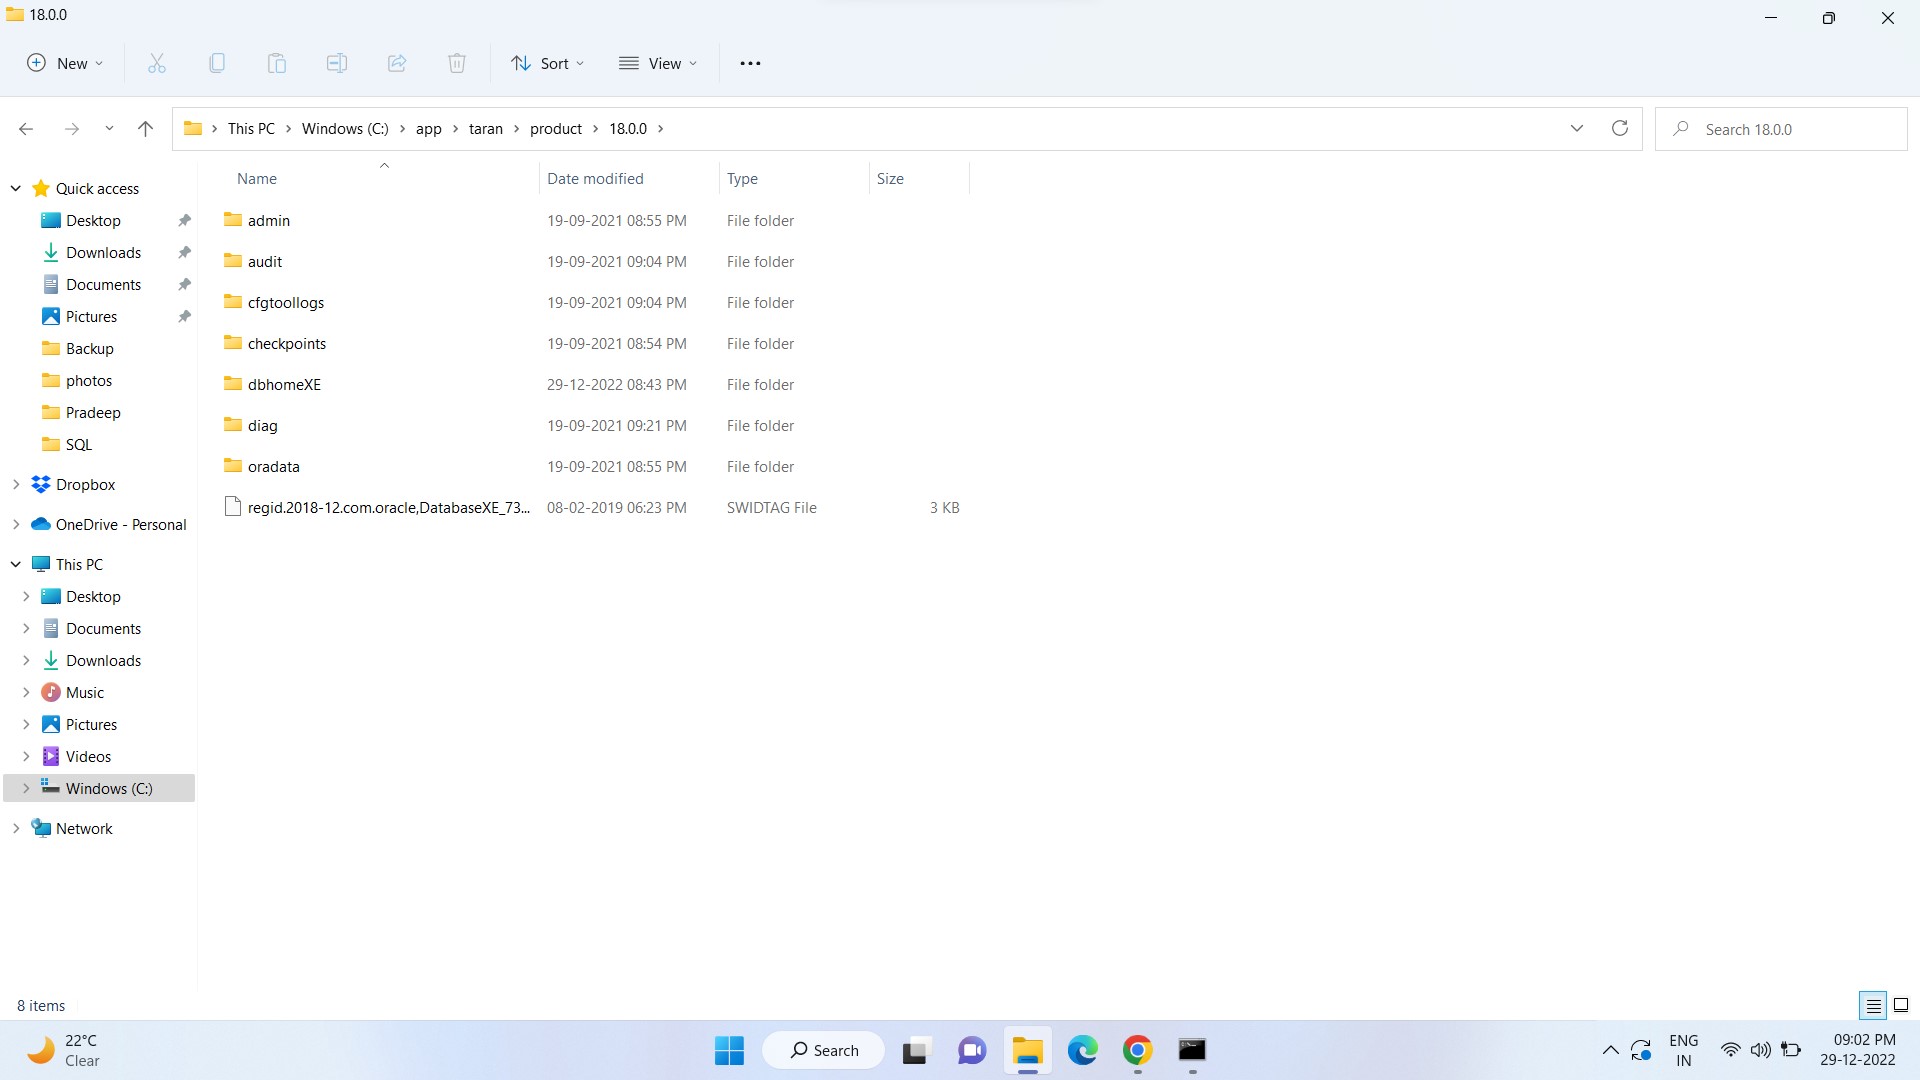 18.0.0
New
Sort
View
This PC
Windows (C:)
app
taran
product
18.0.0
Search 18.0.0
Name
Date modified
Type
Size
admin 19-09-2021 08:55 PM File folder
audit 19-09-2021 09:04 PM File folder
cfgtoollogs 19-09-2021 09:04 PM File folder
checkpoints 19-09-2021 08:54 PM File folder
dbhomeXE 29-12-2022 08:43 PM File folder
diag 19-09-2021 09:21 PM File folder
oradata 19-09-2021 08:55 PM File folder
regid.2018-12.com.oracle,DatabaseXE_73... 08-02-2019 06:23 PM SWIDTAG File 3 KB
Quick access
Desktop
Downloads
Documents
Pictures
Backup
photos
Pradeep
SQL
Dropbox
OneDrive - Personal
This PC
Desktop
Documents
Downloads
Music
Pictures
Videos
Windows (C:)
Network
8 items
22°C
Clear
Search
ENG
IN
09:02 PM
29-12-2022